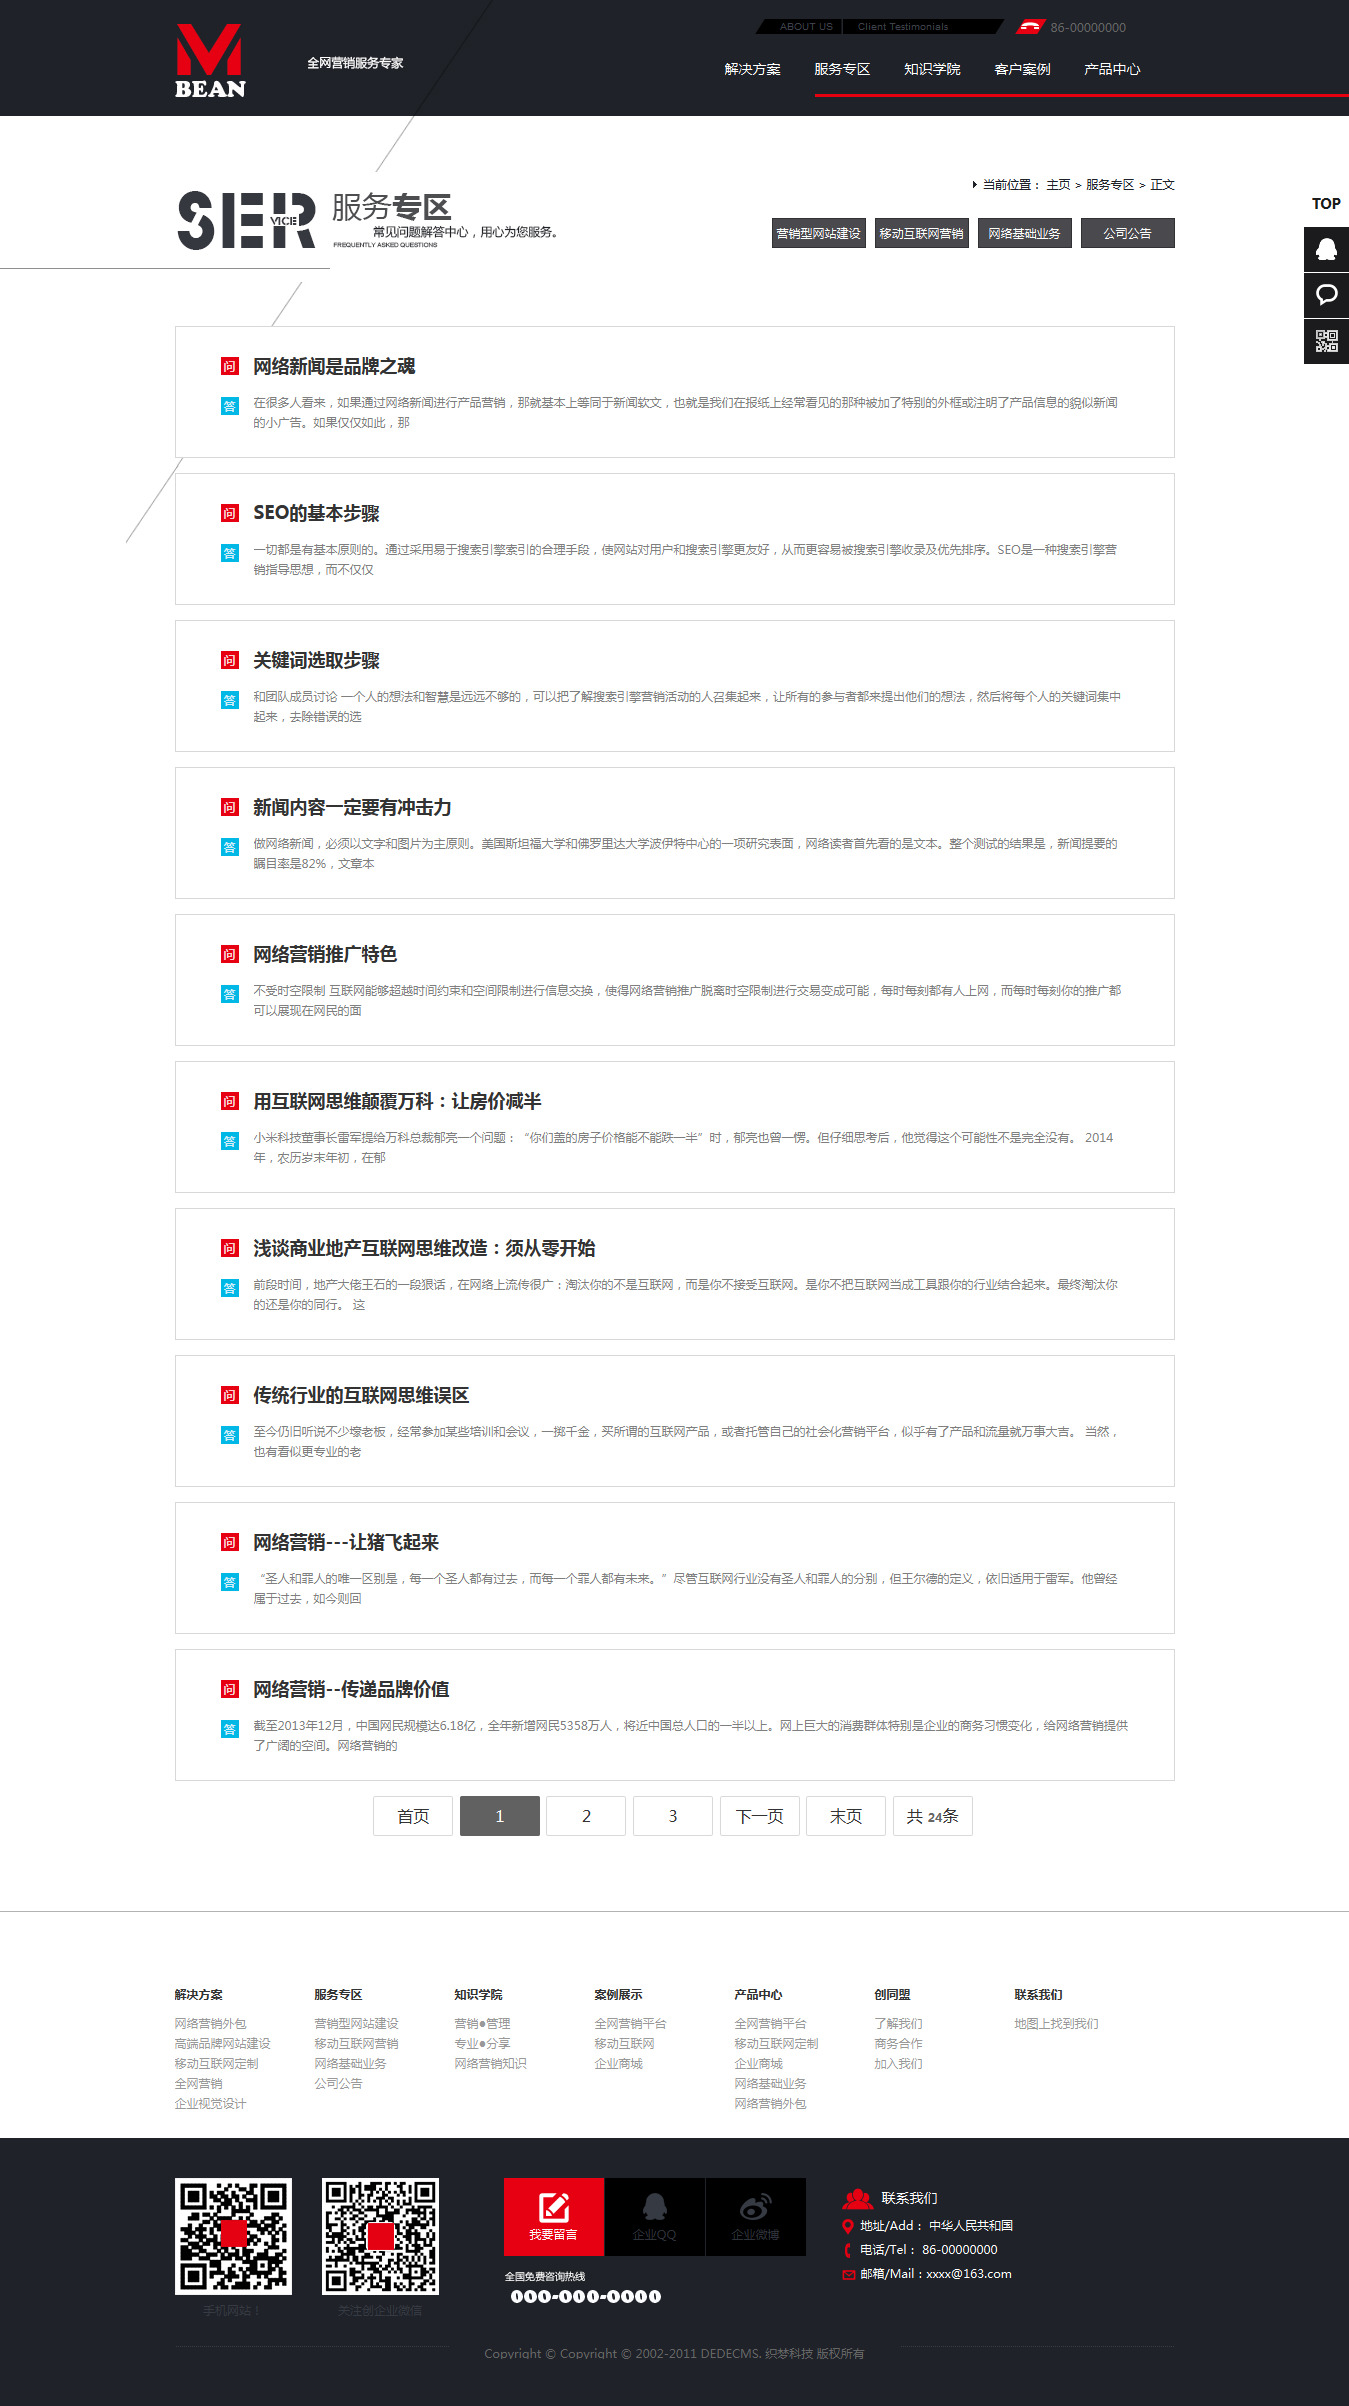 ABOUT US
Client Testimonials
86-00000000
M
BEAN
全网营销服务专家
解决方案
服务专区
知识学院
客户案例
产品中心
当前位置： 主页 > 服务专区 > 正文
TOP
SERVICE
服务专区
常见问题解答中心，用心为您服务。
FREQUENTLY ASKED QUESTIONS
营销型网站建设
移动互联网营销
网络基础业务
公司公告
问 网络新闻是品牌之魂
答 在很多人看来，如果通过网络新闻进行产品营销，那就基本上等同于新闻软文，也就是我们在报纸上经常看见的那种被加了特别的外框或注明了产品信息的貌似新闻
的小广告。如果仅仅如此，那
问 SEO的基本步骤
答 一切都是有基本原则的。通过采用易于搜索引擎索引的合理手段，使网站对用户和搜索引擎更友好，从而更容易被搜索引擎收录及优先排序。SEO是一种搜索引擎营
销指导思想，而不仅仅
问 关键词选取步骤
答 和团队成员讨论 一个人的想法和智慧是远远不够的，可以把了解搜索引擎营销活动的人召集起来，让所有的参与者都来提出他们的想法，然后将每个人的关键词集中
起来，去除错误的选
问 新闻内容一定要有冲击力
答 做网络新闻，必须以文字和图片为主原则。美国斯坦福大学和佛罗里达大学波伊特中心的一项研究表面，网络读者首先看的是文本。整个测试的结果是，新闻提要的
瞩目率是82%，文章本
问 网络营销推广特色
答 不受时空限制 互联网能够超越时间约束和空间限制进行信息交换，使得网络营销推广脱离时空限制进行交易变成可能，每时每刻都有人上网，而每时每刻你的推广都
可以展现在网民的面
问 用互联网思维颠覆万科：让房价减半
答 小米科技董事长雷军提给万科总裁郁亮一个问题：“你们盖的房子价格能不能跌一半”时，郁亮也曾一愣。但仔细思考后，他觉得这个可能性不是完全没有。 2014
年，农历岁末年初，在郁
问 浅谈商业地产互联网思维改造：须从零开始
答 前段时间，地产大佬王石的一段狠话，在网络上流传很广：淘汰你的不是互联网，而是你不接受互联网。是你不把互联网当成工具跟你的行业结合起来。最终淘汰你
的还是你的同行。 这
问 传统行业的互联网思维误区
答 至今仍旧听说不少壕老板，经常参加某些培训和会议，一掷千金，买所谓的互联网产品，或者托管自己的社会化营销平台，似乎有了产品和流量就万事大吉。 当然，
也有看似更专业的老
问 网络营销---让猪飞起来
答 “圣人和罪人的唯一区别是，每一个圣人都有过去，而每一个罪人都有未来。”尽管互联网行业没有圣人和罪人的分别，但王尔德的定义，依旧适用于雷军。他曾经
属于过去，如今则回
问 网络营销--传递品牌价值
答 截至2013年12月，中国网民规模达6.18亿，全年新增网民5358万人，将近中国总人口的一半以上。网上巨大的消费群体特别是企业的商务习惯变化，给网络营销提供
了广阔的空间。网络营销的
首页
1
2
3
下一页
末页
共 24条
解决方案
网络营销外包
高端品牌网站建设
移动互联网定制
全网营销
企业视觉设计
服务专区
营销型网站建设
移动互联网营销
网络基础业务
公司公告
知识学院
营销●管理
专业●分享
网络营销知识
案例展示
全网营销平台
移动互联网
企业商城
产品中心
全网营销平台
移动互联网定制
企业商城
网络基础业务
网络营销外包
创同盟
了解我们
商务合作
加入我们
联系我们
地图上找到我们
手机网站！
关注创企业微信
我要留言
企业QQ
企业微博
全国免费咨询热线
000-000-0000
联系我们
地址/Add： 中华人民共和国
电话/Tel： 86-00000000
邮箱/Mail：xxxx@163.com
Copyright © Copyright © 2002-2011 DEDECMS. 织梦科技 版权所有